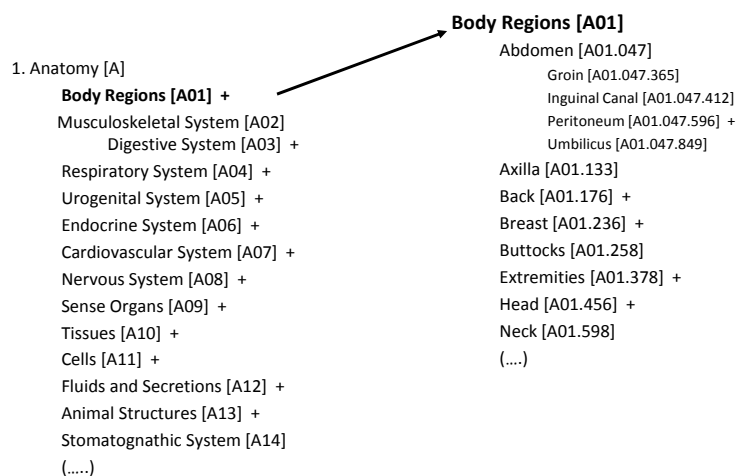 1. Anatomy [A]
Body Regions [A01] +
Musculoskeletal System [A02]
Digestive System [A03] +
Respiratory System [A04] +
Urogenital System [A05] +
Endocrine System [A06] +
Cardiovascular System [A07] +
Nervous System [A08] +
Sense Organs [A09] +
Tissues [A10] +
Cells [A11] +
Fluids and Secretions [A12] +
Animal Structures [A13] +
Stomatognathic System [A14]
(…..)
Body Regions [A01]
Abdomen [A01.047]
Groin [A01.047.365]
Inguinal Canal [A01.047.412]
Peritoneum [A01.047.596] +
Umbilicus [A01.047.849]
Axilla [A01.133]
Back [A01.176] +
Breast [A01.236] +
Buttocks [A01.258]
Extremities [A01.378] +
Head [A01.456] +
Neck [A01.598]
(….)